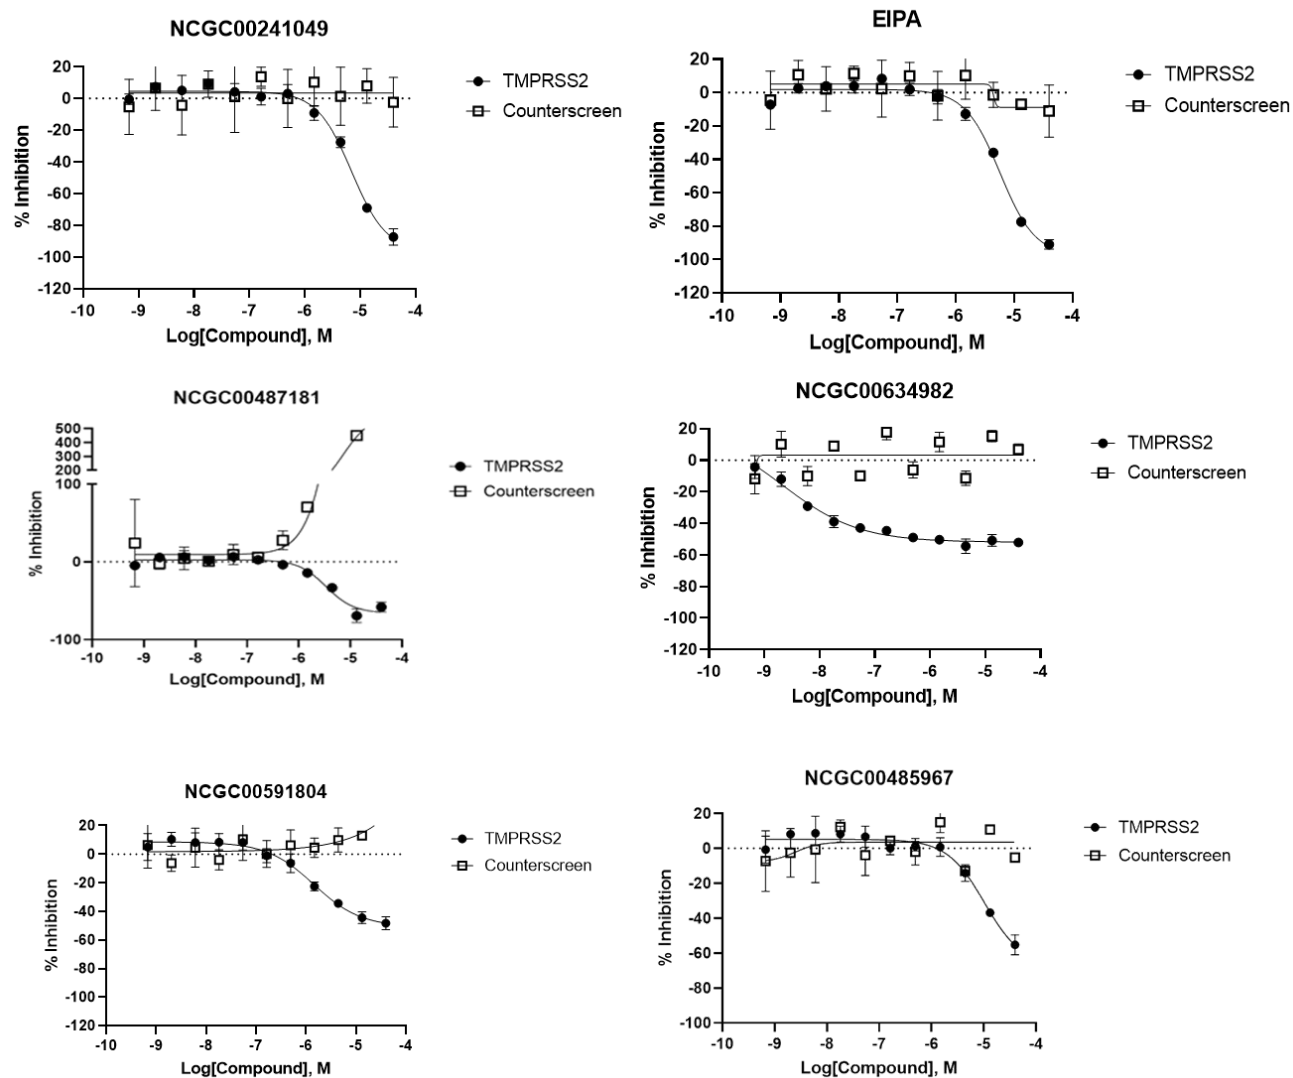 NCGC00241049
20
0
-20
-40
-60
-80
-100
-120
% Inhibition
-10 -9 -8 -7 -6 -5 -4
Log[Compound], M
TMPRSS2
Counterscreen
EIPA
20
0
-20
-40
-60
-80
-100
-120
% Inhibition
-10 -9 -8 -7 -6 -5 -4
Log[Compound], M
TMPRSS2
Counterscreen
NCGC00487181
500
400
300
200
100
0
-100
% Inhibition
-10 -9 -8 -7 -6 -5 -4
Log[Compound], M
TMPRSS2
Counterscreen
NCGC00634982
20
0
-20
-40
-60
-80
-100
-120
% Inhibition
-10 -9 -8 -7 -6 -5 -4
Log[Compound], M
TMPRSS2
Counterscreen
NCGC00591804
20
0
-20
-40
-60
-80
-100
-120
% Inhibition
-10 -9 -8 -7 -6 -5 -4
Log[Compound], M
TMPRSS2
Counterscreen
NCGC00485967
20
0
-20
-40
-60
-80
-100
% Inhibition
-10 -9 -8 -7 -6 -5 -4
Log[Compound], M
TMPRSS2
Counterscreen